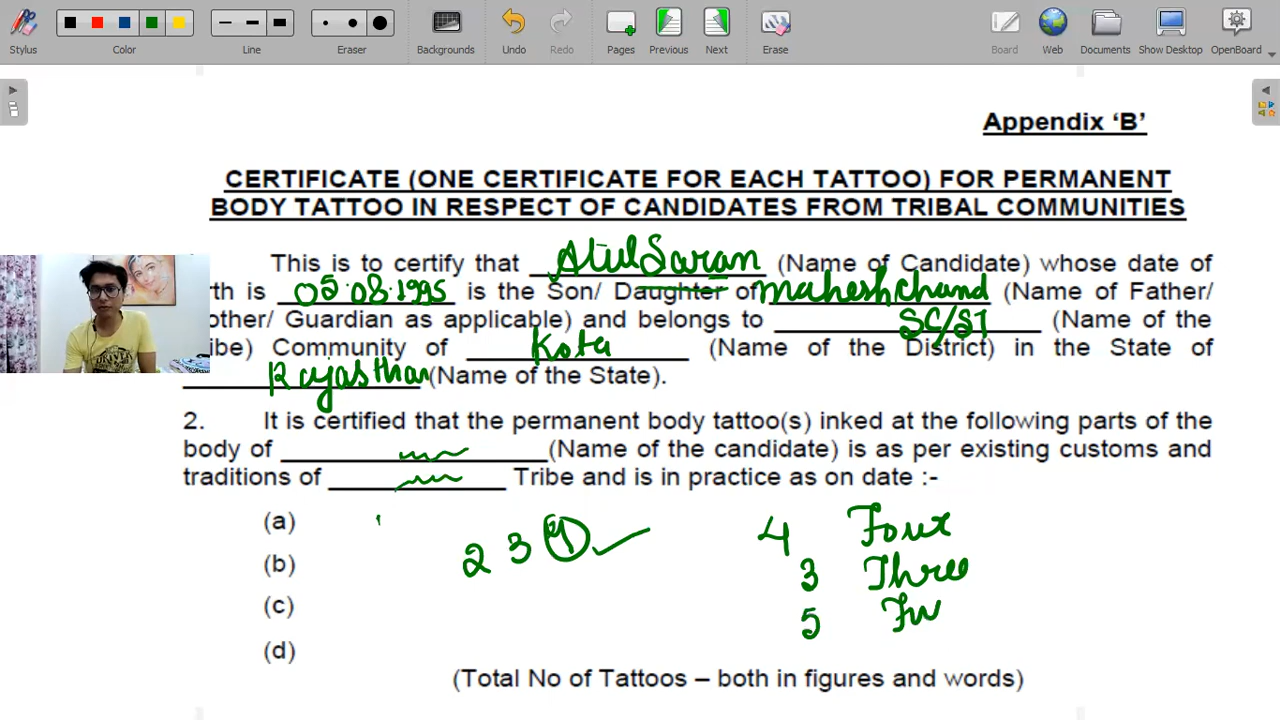 Stylus Color Line Eraser Backgrounds Undo Redo Pages Previous Next Erase Board Web Documents Show Desktop OpenBoard
Appendix ‘B’
CERTIFICATE (ONE CERTIFICATE FOR EACH TATTOO) FOR PERMANENT
BODY TATTOO IN RESPECT OF CANDIDATES FROM TRIBAL COMMUNITIES
This is to certify that Atul Saran (Name of Candidate) whose date of
rth is 05.08.1995 is the Son/ Daughter of Maheshchand (Name of Father/
other/ Guardian as applicable) and belongs to SC/ST (Name of the
ibe) Community of Kota (Name of the District) in the State of
Rajasthan (Name of the State).
2. It is certified that the permanent body tattoo(s) inked at the following parts of the
body of (Name of the candidate) is as per existing customs and
traditions of Tribe and is in practice as on date :-
(a) 4 Four
(b) 2 3 3 Three
(c) 5
(d)
(Total No of Tattoos – both in figures and words)